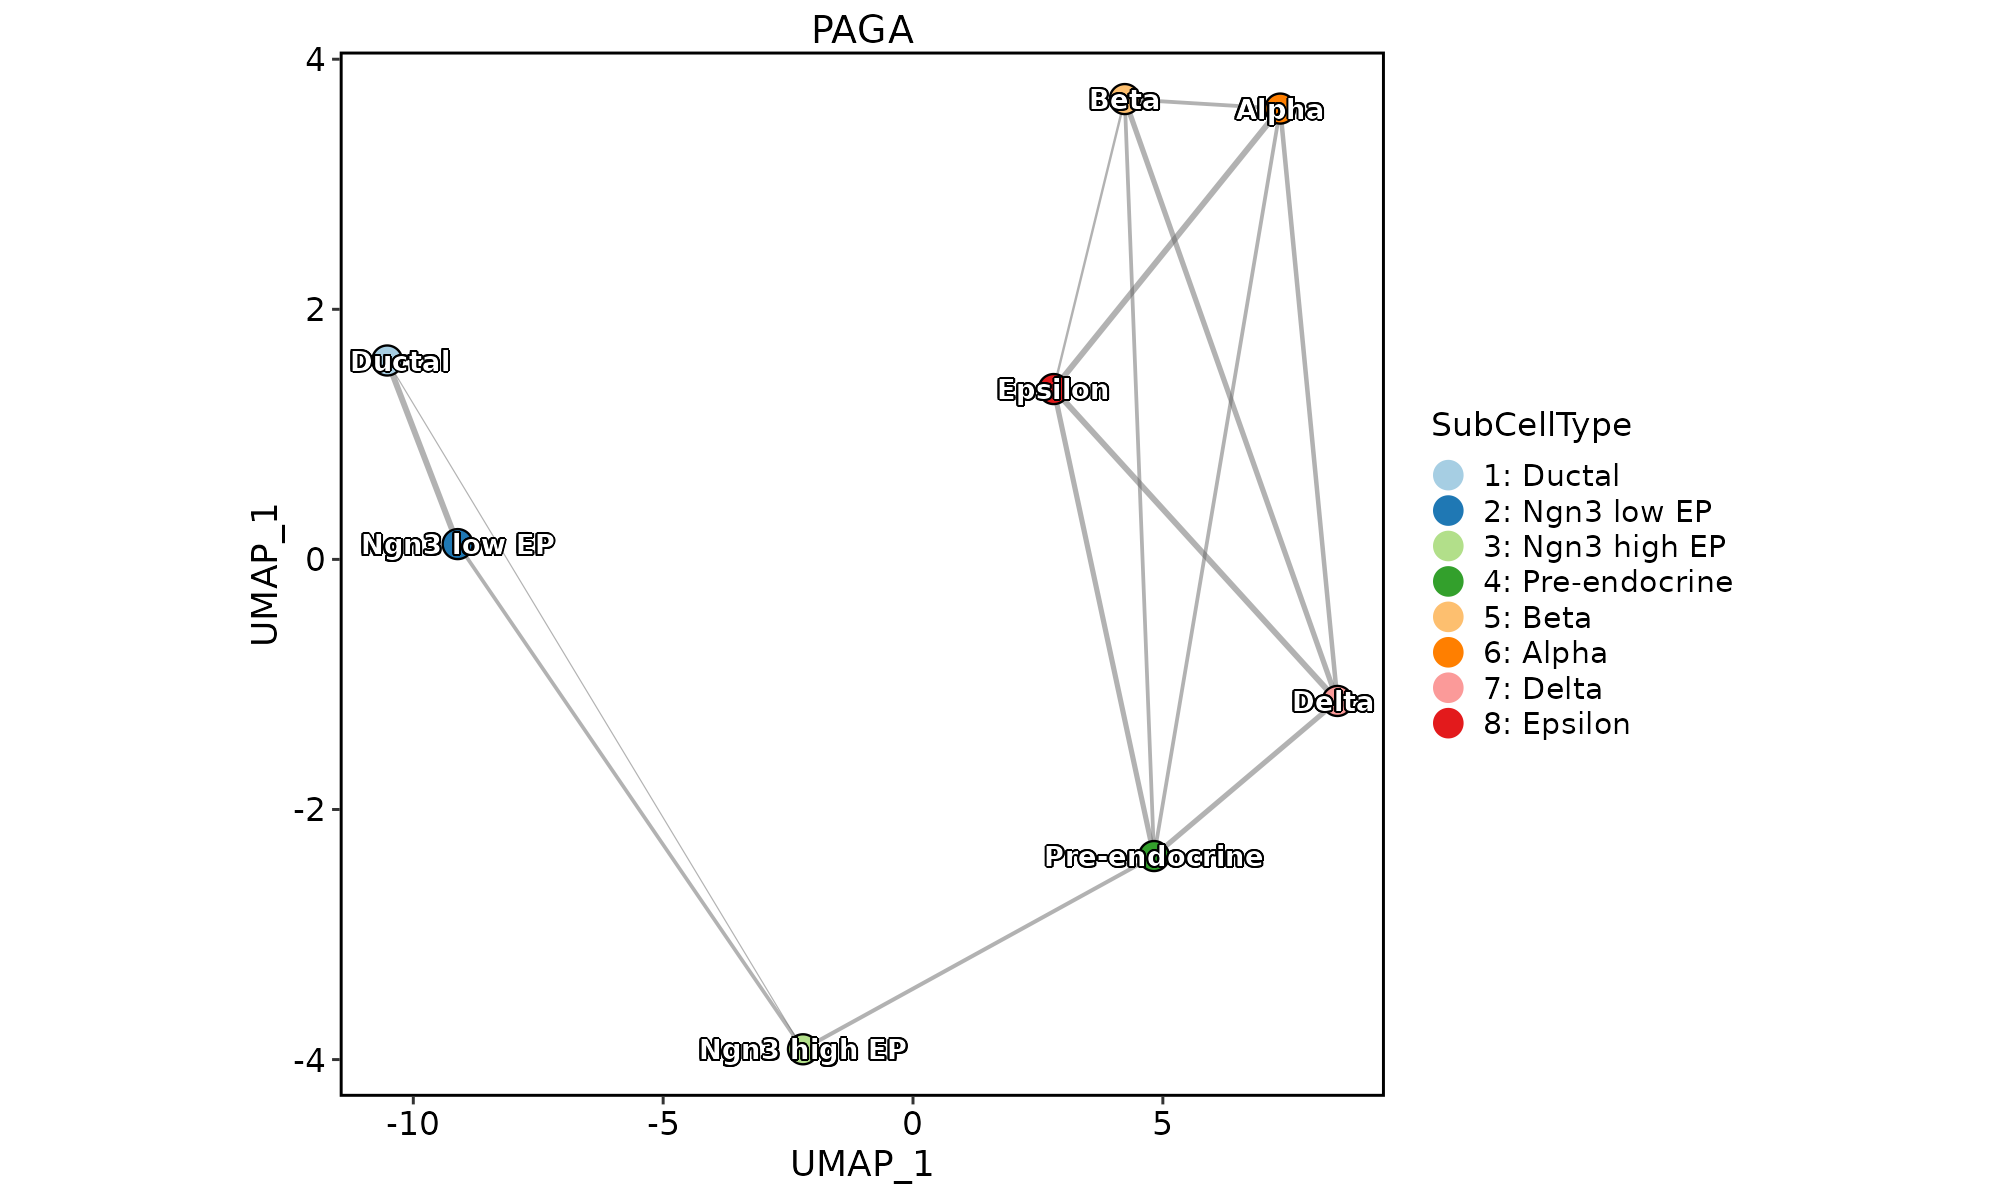 PAGA
4
2
0
-2
-4
UMAP_1
Beta
Alpha
Ductal
Epsilon
Ngn3 low EP
Delta
Pre-endocrine
Ngn3 high EP
-10
-5
0
5
UMAP_1
SubCellType
1: Ductal
2: Ngn3 low EP
3: Ngn3 high EP
4: Pre-endocrine
5: Beta
6: Alpha
7: Delta
8: Epsilon